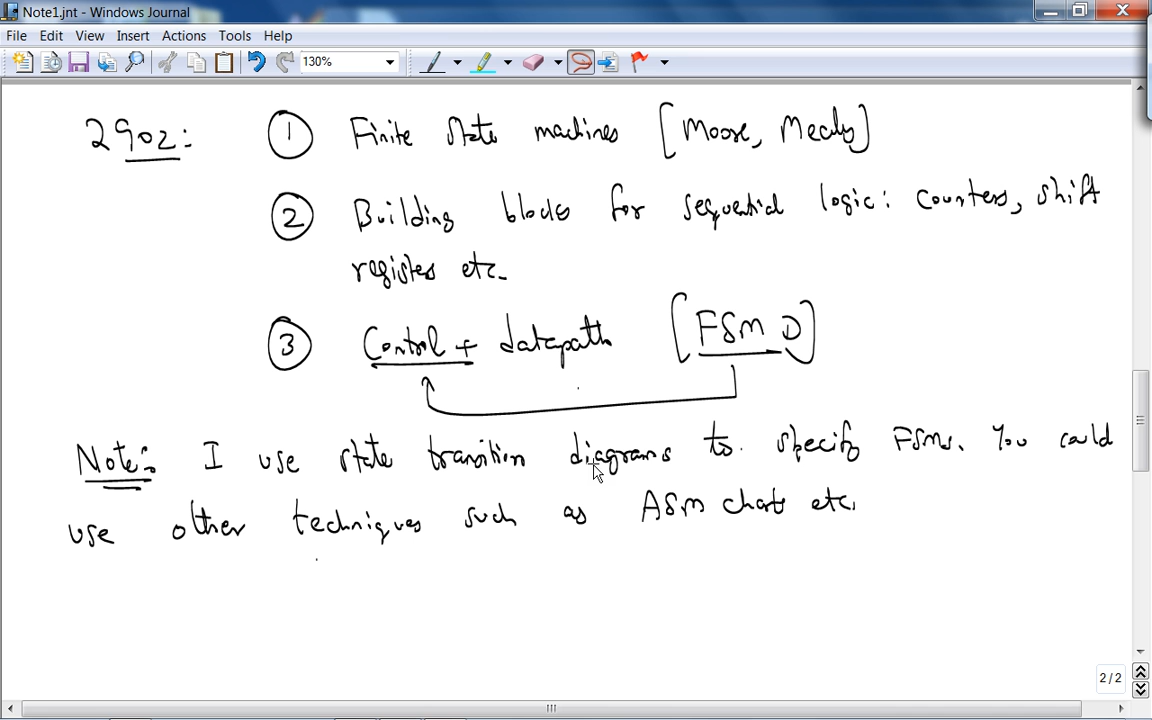 Note1.jnt - Windows Journal
File Edit View Insert Actions Tools Help
130%
2902: ① Finite state machines [Moore, Mealy]
② Building blocks for sequential logic: counters, shift
registers etc.
③ Control + datapath [FSM D]
Note: I use state transition diagrams to specify FSMs. You could
use other techniques such as ASM charts etc.
2/2